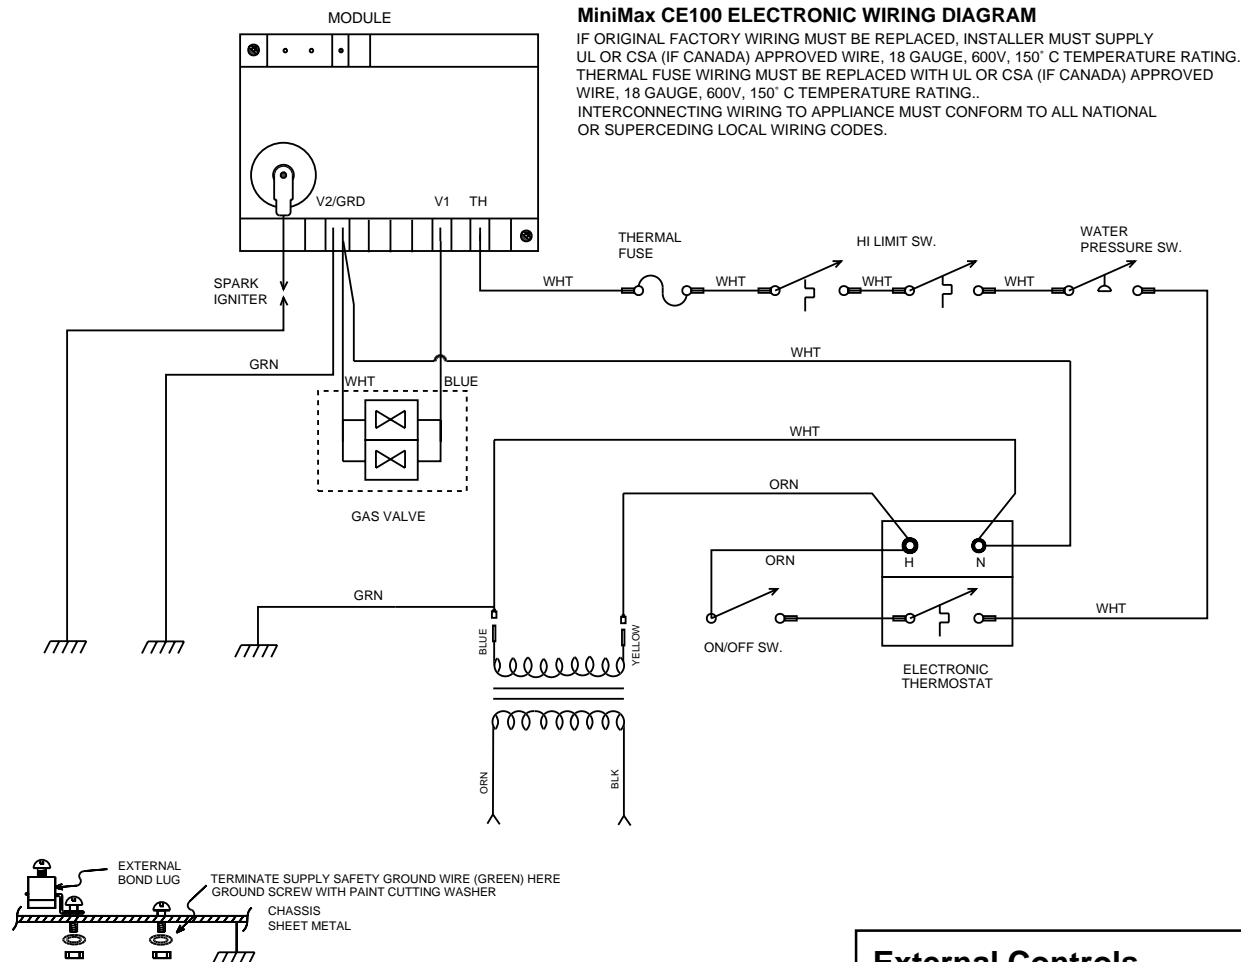 MODULE
MiniMax CE100 ELECTRONIC WIRING DIAGRAM
IF ORIGINAL FACTORY WIRING MUST BE REPLACED, INSTALLER MUST SUPPLY
UL OR CSA (IF CANADA) APPROVED WIRE, 18 GAUGE, 600V, 150° C TEMPERATURE RATING.
THERMAL FUSE WIRING MUST BE REPLACED WITH UL OR CSA (IF CANADA) APPROVED
WIRE, 18 GAUGE, 600V, 150° C TEMPERATURE RATING..
INTERCONNECTING WIRING TO APPLIANCE MUST CONFORM TO ALL NATIONAL
OR SUPERCEDING LOCAL WIRING CODES.
V2/GRD
V1
TH
THERMAL
FUSE
HI LIMIT SW.
WATER
PRESSURE SW.
SPARK
IGNITER
WHT
WHT
WHT
WHT
WHT
GRN
WHT
BLUE
WHT
ORN
GAS VALVE
ORN
H
N
GRN
WHT
BLUE
YELLOW
ON/OFF SW.
ELECTRONIC
THERMOSTAT
ORN
BLK
EXTERNAL
BOND LUG
TERMINATE SUPPLY SAFETY GROUND WIRE (GREEN) HERE
GROUND SCREW WITH PAINT CUTTING WASHER
CHASSIS
SHEET METAL
External Controls